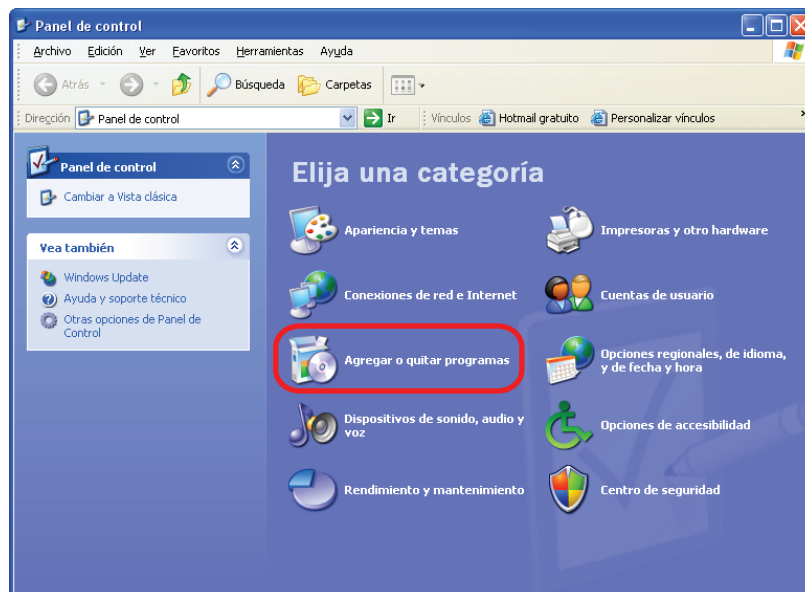 Panel de control
Archivo Edición Ver Favoritos Herramientas Ayuda
Atrás Búsqueda Carpetas
Dirección Panel de control Ir Vínculos Hotmail gratuito Personalizar vínculos
Panel de control
Cambiar a Vista clásica
Vea también
Windows Update
Ayuda y soporte técnico
Otras opciones de Panel de
Control
Elija una categoría
Apariencia y temas
Impresoras y otro hardware
Conexiones de red e Internet
Cuentas de usuario
Agregar o quitar programas
Opciones regionales, de idioma,
y de fecha y hora
Dispositivos de sonido, audio y
voz
Opciones de accesibilidad
Rendimiento y mantenimiento
Centro de seguridad